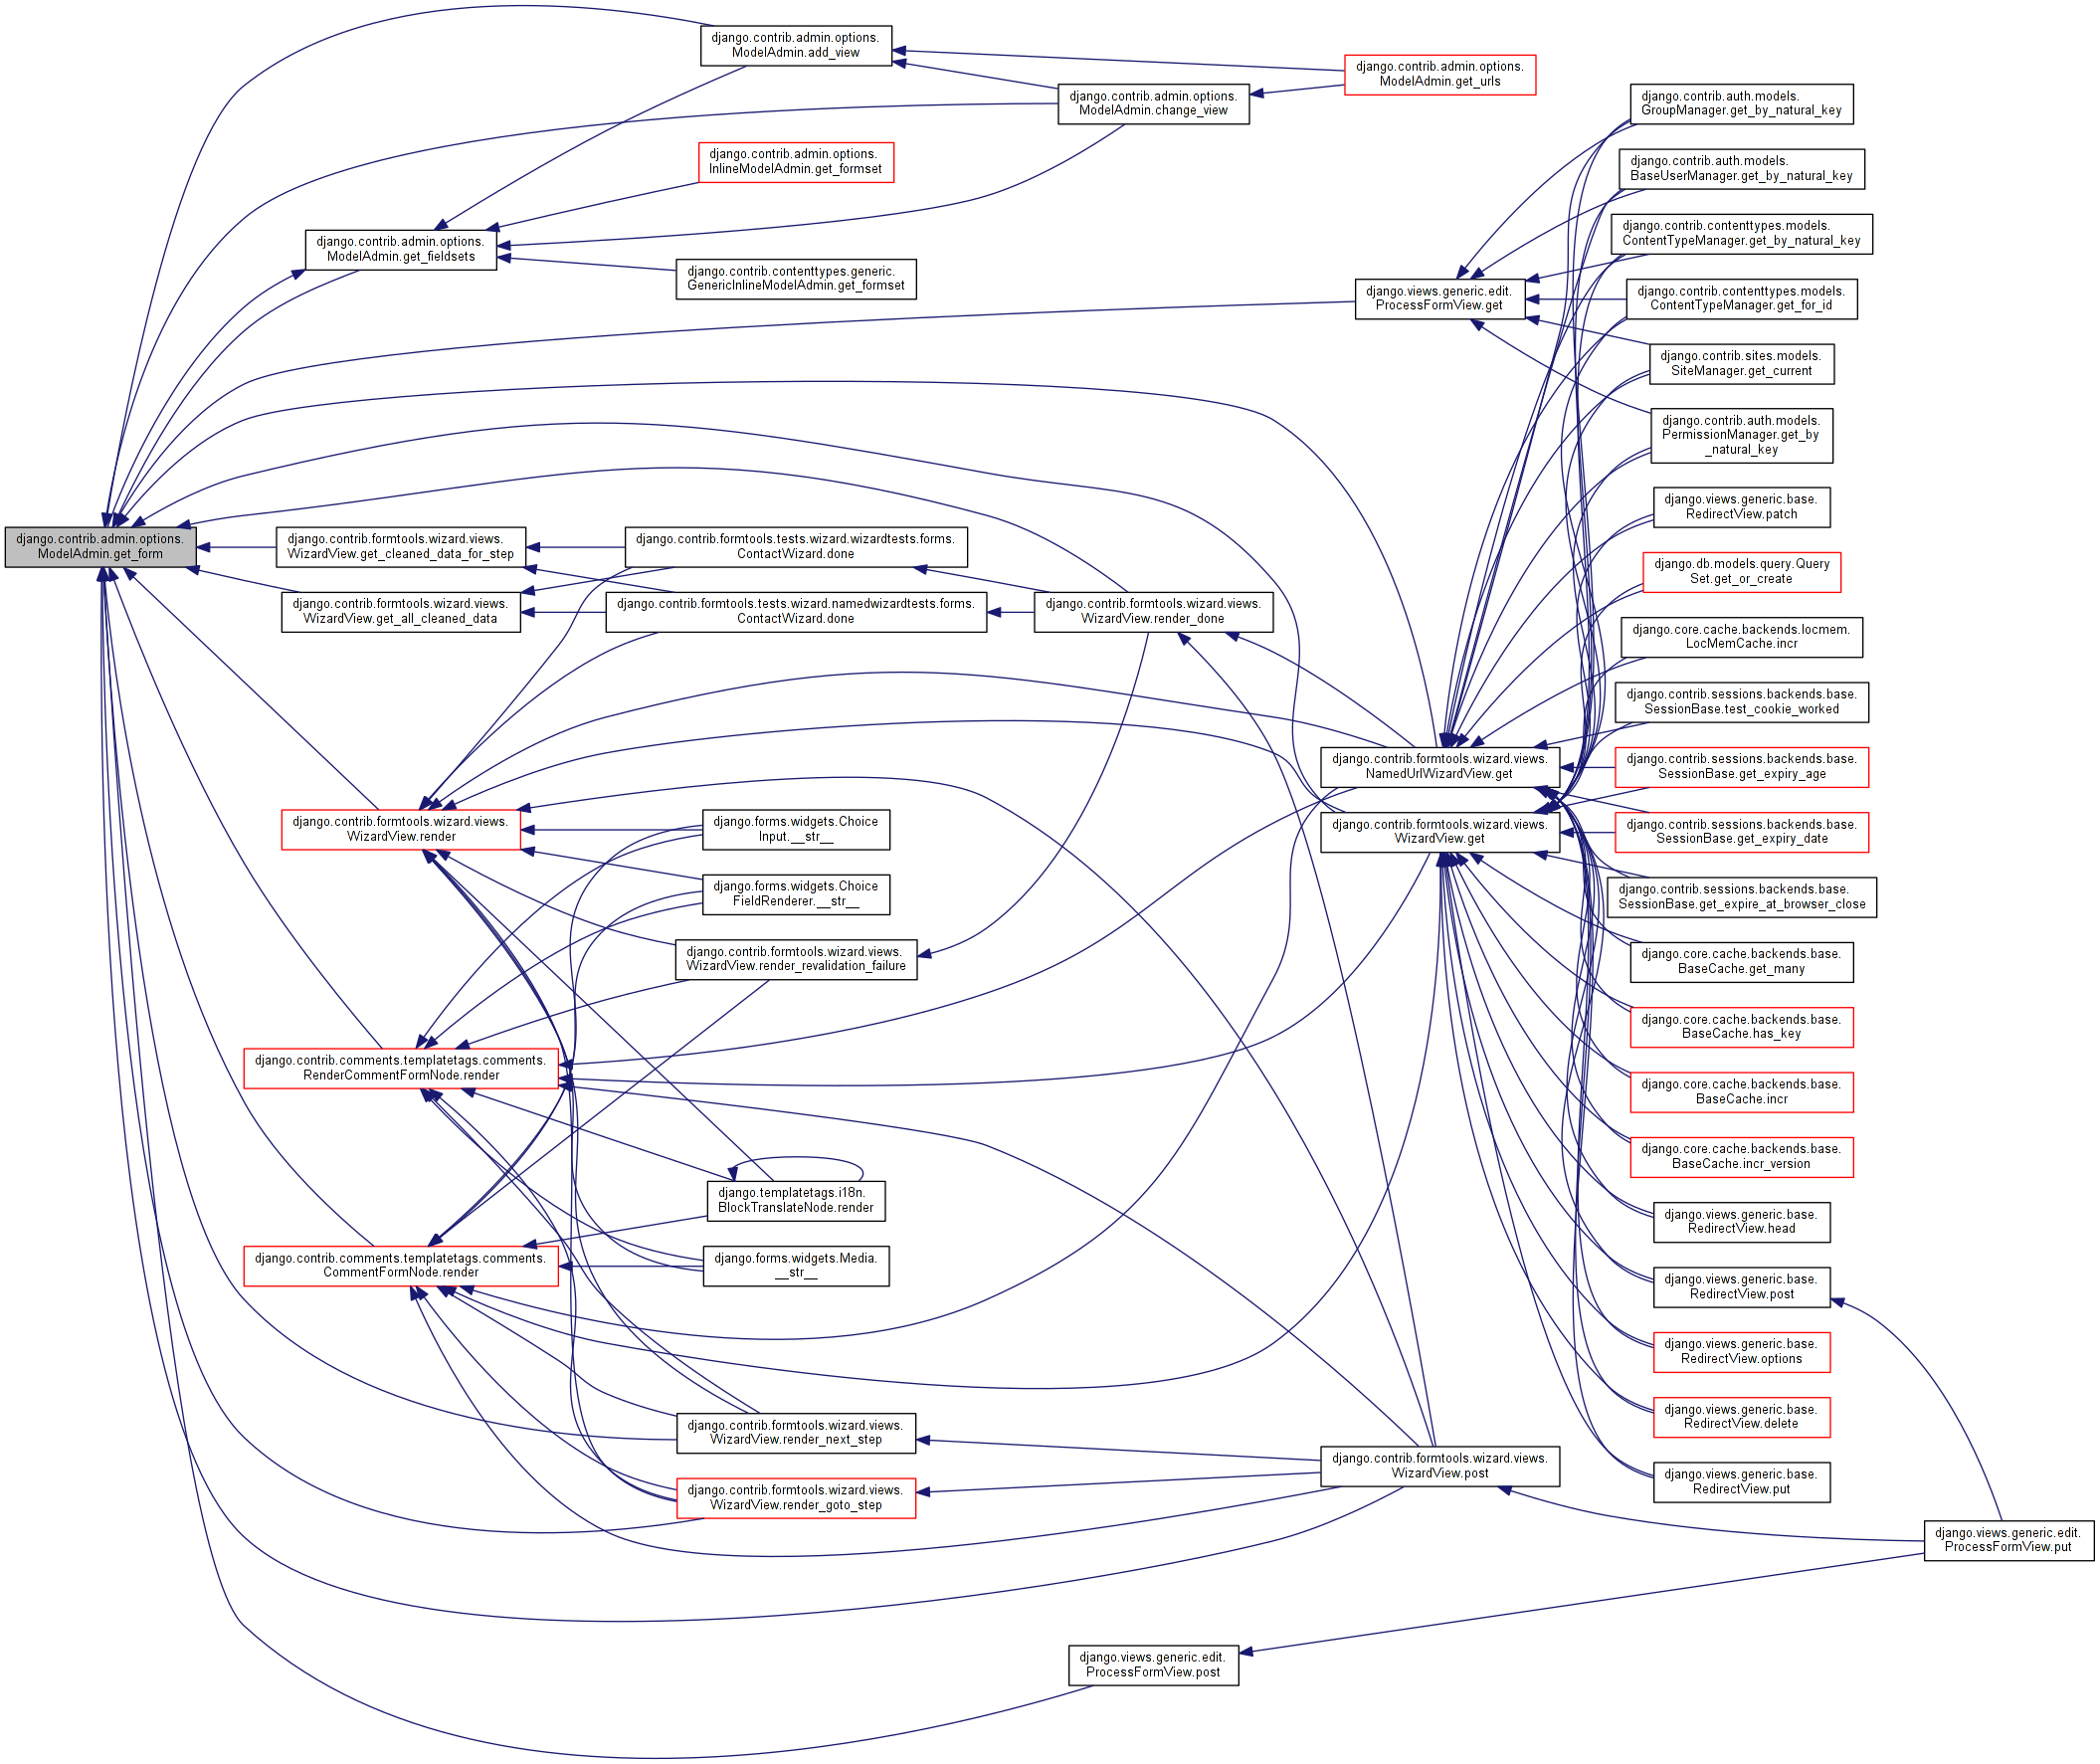 django.contrib.admin.options.
ModelAdmin.get_form
django.contrib.admin.options.
ModelAdmin.get_fieldsets
django.contrib.formtools.wizard.views.
WizardView.get_cleaned_data_for_step
django.contrib.formtools.wizard.views.
WizardView.get_all_cleaned_data
django.contrib.formtools.wizard.views.
WizardView.render
django.contrib.comments.templatetags.comments.
RenderCommentFormNode.render
django.contrib.comments.templatetags.comments.
CommentFormNode.render
django.contrib.admin.options.
ModelAdmin.add_view
django.contrib.admin.options.
InlineModelAdmin.get_formset
django.contrib.contenttypes.generic.
GenericInlineModelAdmin.get_formset
django.contrib.formtools.tests.wizard.wizardtests.forms.
ContactWizard.done
django.contrib.formtools.tests.wizard.namedwizardtests.forms.
ContactWizard.done
django.forms.widgets.Choice
Input.__str__
django.forms.widgets.Choice
FieldRenderer.__str__
django.contrib.formtools.wizard.views.
WizardView.render_revalidation_failure
django.templatetags.i18n.
BlockTranslateNode.render
django.forms.widgets.Media.
__str__
django.contrib.formtools.wizard.views.
WizardView.render_next_step
django.contrib.formtools.wizard.views.
WizardView.render_goto_step
django.contrib.admin.options.
ModelAdmin.change_view
django.contrib.formtools.wizard.views.
WizardView.render_done
django.views.generic.edit.
ProcessFormView.post
django.contrib.admin.options.
ModelAdmin.get_urls
django.views.generic.edit.
ProcessFormView.get
django.contrib.formtools.wizard.views.
NamedUrlWizardView.get
django.contrib.formtools.wizard.views.
WizardView.get
django.contrib.formtools.wizard.views.
WizardView.post
django.contrib.auth.models.
GroupManager.get_by_natural_key
django.contrib.auth.models.
BaseUserManager.get_by_natural_key
django.contrib.contenttypes.models.
ContentTypeManager.get_by_natural_key
django.contrib.contenttypes.models.
ContentTypeManager.get_for_id
django.contrib.sites.models.
SiteManager.get_current
django.contrib.auth.models.
PermissionManager.get_by
_natural_key
django.views.generic.base.
RedirectView.patch
django.db.models.query.Query
Set.get_or_create
django.core.cache.backends.locmem.
LocMemCache.incr
django.contrib.sessions.backends.base.
SessionBase.test_cookie_worked
django.contrib.sessions.backends.base.
SessionBase.get_expiry_age
django.contrib.sessions.backends.base.
SessionBase.get_expiry_date
django.contrib.sessions.backends.base.
SessionBase.get_expire_at_browser_close
django.core.cache.backends.base.
BaseCache.get_many
django.core.cache.backends.base.
BaseCache.has_key
django.core.cache.backends.base.
BaseCache.incr
django.core.cache.backends.base.
BaseCache.incr_version
django.views.generic.base.
RedirectView.head
django.views.generic.base.
RedirectView.post
django.views.generic.base.
RedirectView.options
django.views.generic.base.
RedirectView.delete
django.views.generic.base.
RedirectView.put
django.views.generic.edit.
ProcessFormView.put